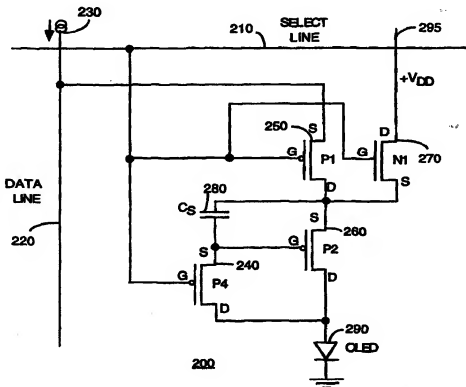 230
SELECT
LINE
210
295
+VDD
250
S
D
G
P1
G
N1
270
280
D
S
DATA
LINE
CS
S
260
S
240
G
P2
220
G
P4
D
D
290
OLED
200